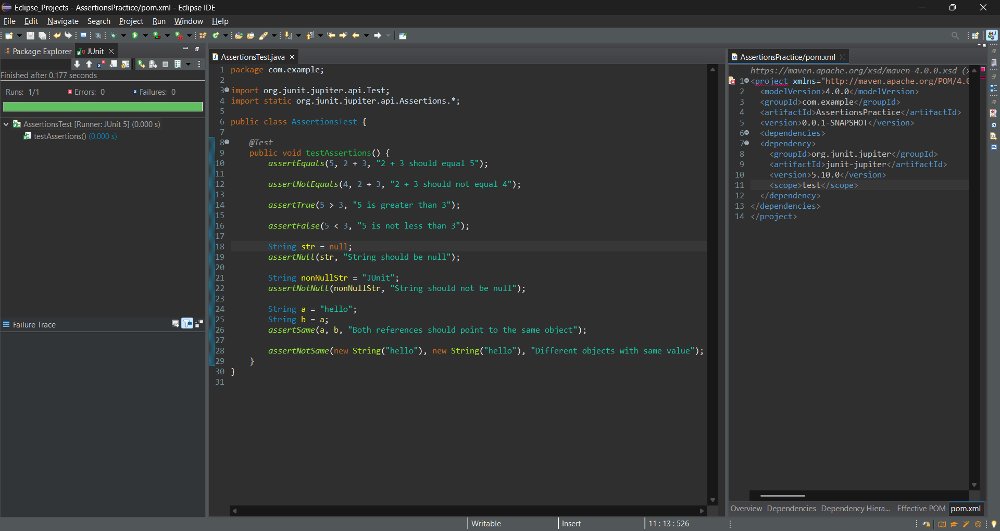 Eclipse_Projects - AssertionsPractice/pom.xml - Eclipse IDE
File Edit Navigate Search Project Run Window Help
Package Explorer JUnit
Finished after 0.177 seconds
Runs: 1/1 Errors: 0 Failures: 0
AssertionsTest [Runner: JUnit 5] (0.000 s)
testAssertions() (0.000 s)
Failure Trace
AssertionsTest.java
1 package com.example;
2
3 import org.junit.jupiter.api.Test;
4 import static org.junit.jupiter.api.Assertions.*;
5
6 public class AssertionsTest {
7
8 @Test
9 public void testAssertions() {
10 assertEquals(5, 2 + 3, "2 + 3 should equal 5");
11
12 assertNotEquals(4, 2 + 3, "2 + 3 should not equal 4");
13
14 assertTrue(5 > 3, "5 is greater than 3");
15
16 assertFalse(5 < 3, "5 is not less than 3");
17
18 String str = null;
19 assertNull(str, "String should be null");
20
21 String nonNullStr = "JUnit";
22 assertNotNull(nonNullStr, "String should not be null");
23
24 String a = "hello";
25 String b = a;
26 assertSame(a, b, "Both references should point to the same object");
27
28 assertNotSame(new String("hello"), new String("hello"), "Different objects with same value");
29 }
30 }
31
AssertionsPractice/pom.xml
https://maven.apache.org/xsd/maven-4.0.0.xsd (
1 <project xmlns="http://maven.apache.org/POM/4.0
2 <modelVersion>4.0.0</modelVersion>
3 <groupId>com.example</groupId>
4 <artifactId>AssertionsPractice</artifactId>
5 <version>0.0.1-SNAPSHOT</version>
6 <dependencies>
7 <dependency>
8 <groupId>org.junit.jupiter</groupId>
9 <artifactId>junit-jupiter</artifactId>
10 <version>5.10.0</version>
11 <scope>test</scope>
12 </dependency>
13 </dependencies>
14 </project>
Overview Dependencies Dependency Hiera... Effective POM pom.xml
Writable Insert 11 : 13 : 526